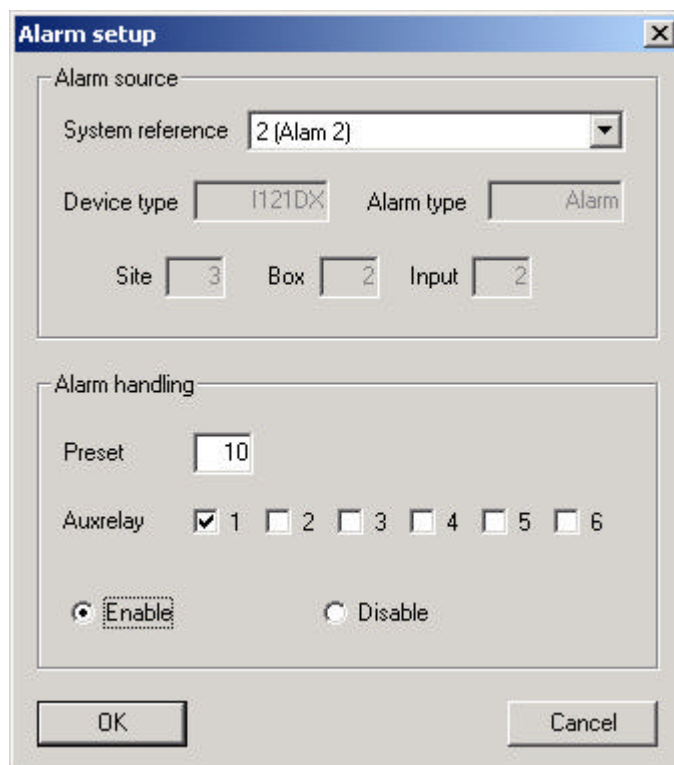 Alarm setup
Alarm source
System reference 2 (Alam 2)
Device type I121DX Alarm type Alarm
Site 3 Box 2 Input 2
Alarm handling
Preset 10
Auxrelay 1 2 3 4 5 6
Enable Disable
OK Cancel